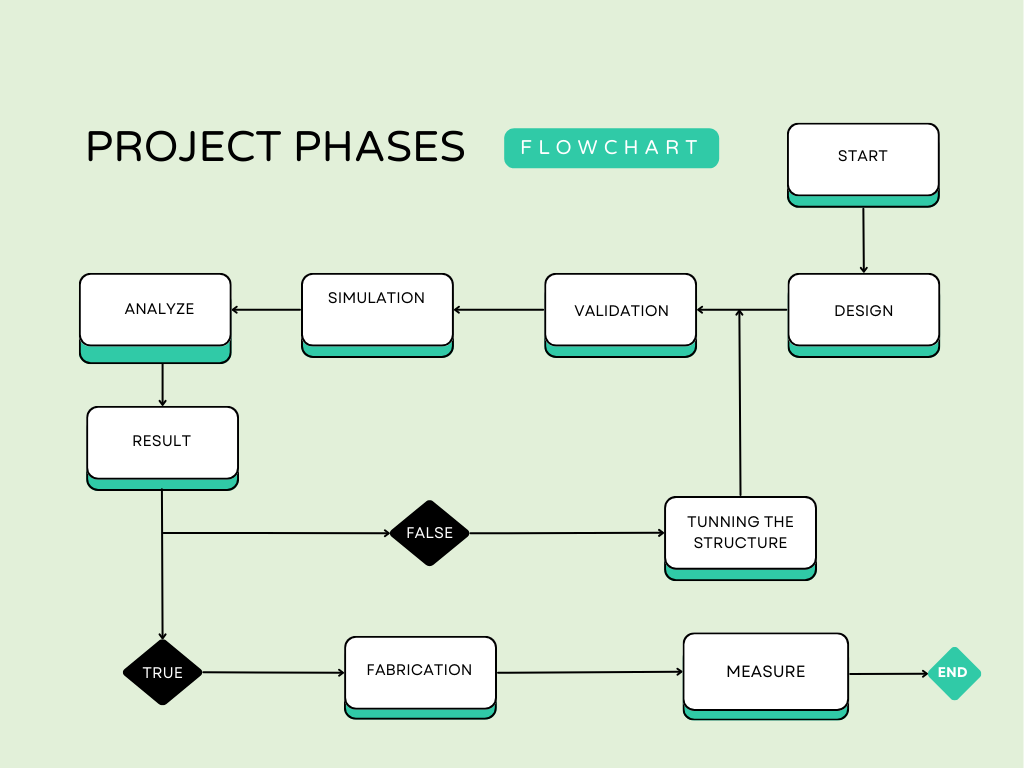 PROJECT PHASES
FLOWCHART
START
ANALYZE
SIMULATION
VALIDATION
DESIGN
RESULT
FALSE
TUNNING THE
STRUCTURE
TRUE
FABRICATION
MEASURE
END